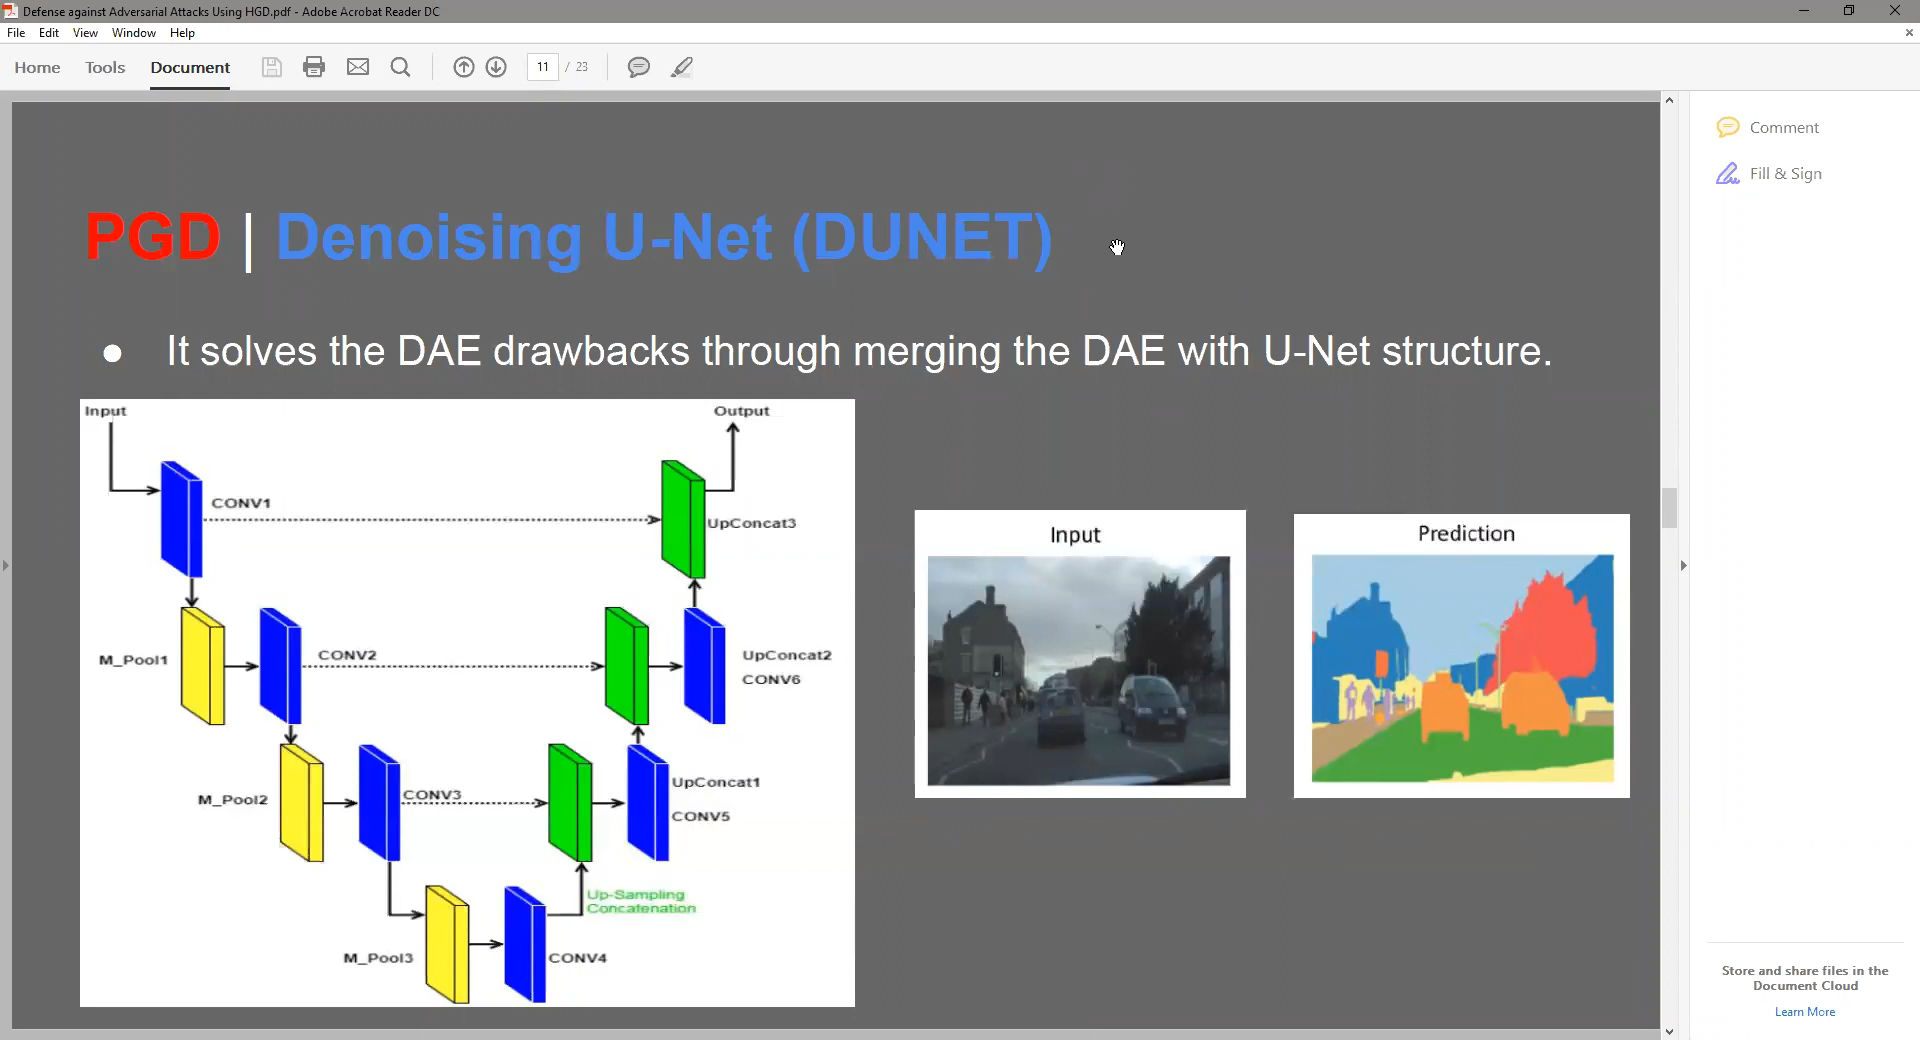 Defense against Adversarial Attacks Using HGD.pdf - Adobe Acrobat Reader DC
File Edit View Window Help
Home Tools Document 11 / 23
Comment
Fill & Sign
PGD | Denoising U-Net (DUNET)
● It solves the DAE drawbacks through merging the DAE with U-Net structure.
Input
Output
CONV1
UpConcat3
M_Pool1
CONV2
UpConcat2
CONV6
M_Pool2
CONV3
UpConcat1
CONV5
Up-Sampling
Concatenation
M_Pool3
CONV4
Input
Prediction
Store and share files in the
Document Cloud
Learn More